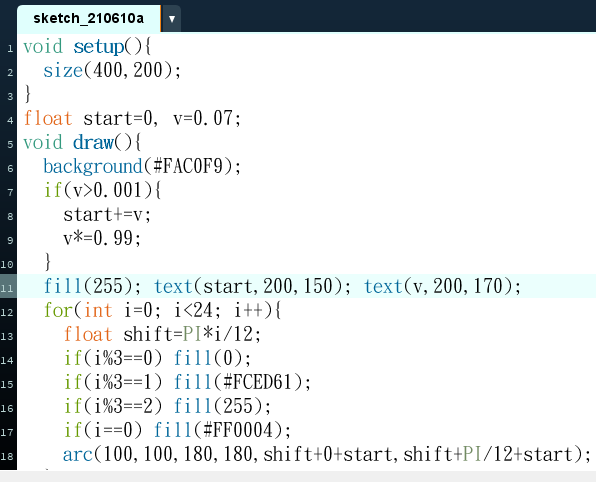 sketch_210610a ▼
1 void setup(){
2 size(400,200);
3 }
4 float start=0, v=0.07;
5 void draw(){
6 background(#FAC0F9);
7 if(v>0.001){
8 start+=v;
9 v*=0.99;
10 }
11 fill(255); text(start,200,150); text(v,200,170);
12 for(int i=0; i<24; i++){
13 float shift=PI*i/12;
14 if(i%3==0) fill(0);
15 if(i%3==1) fill(#FCED61);
16 if(i%3==2) fill(255);
17 if(i==0) fill(#FF0004);
18 arc(100,100,180,180,shift+0+start,shift+PI/12+start);